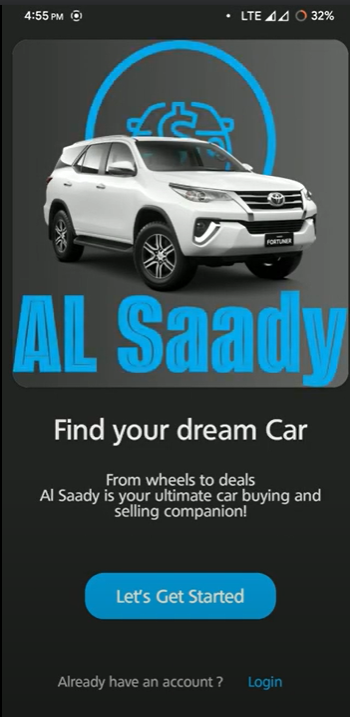 4:55 PM
LTE 32%
TOYOTA
FORTUNER
AL Saady
Find your dream Car
From wheels to deals
Al Saady is your ultimate car buying and
selling companion!
Let's Get Started
Already have an account ? Login